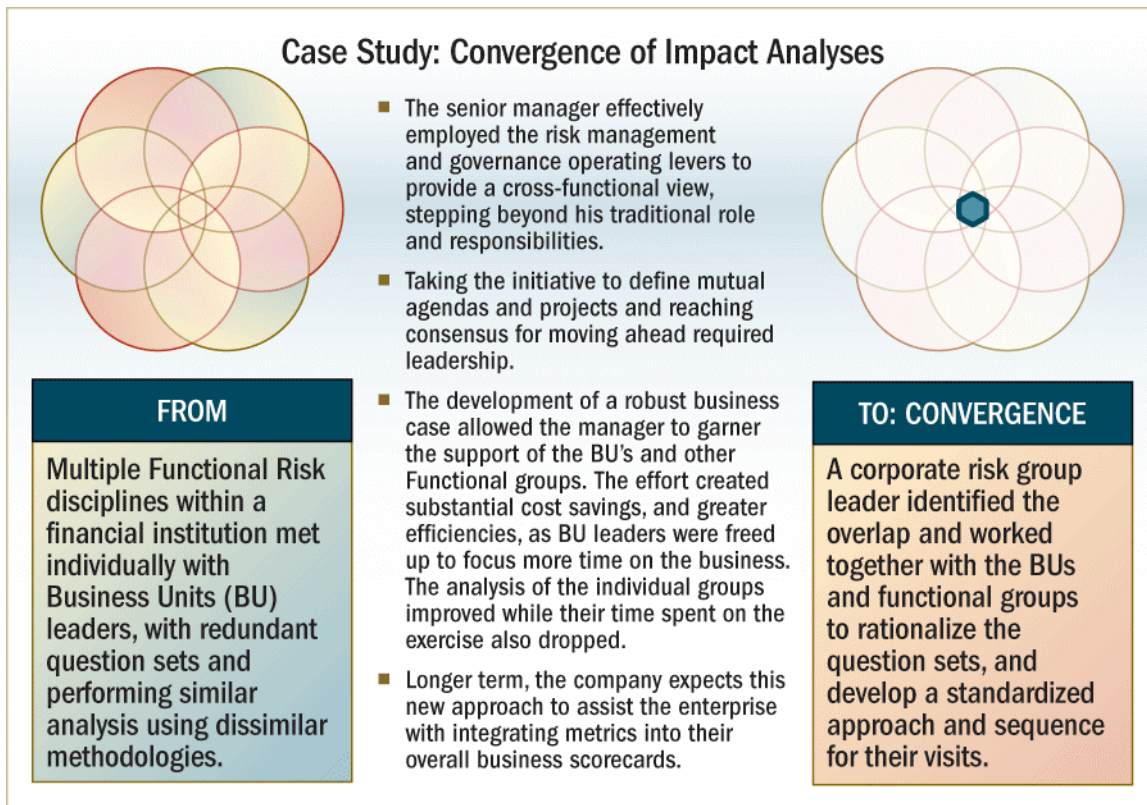 Case Study: Convergence of Impact Analyses
FROM
Multiple Functional Risk
disciplines within a
financial institution met
individually with
Business Units (BU)
leaders, with redundant
question sets and
performing similar
analysis using dissimilar
methodologies.
■ The senior manager effectively
employed the risk management
and governance operating levers to
provide a cross-functional view,
stepping beyond his traditional role
and responsibilities.
■ Taking the initiative to define mutual
agendas and projects and reaching
consensus for moving ahead required
leadership.
■ The development of a robust business
case allowed the manager to garner
the support of the BU's and other
Functional groups. The effort created
substantial cost savings, and greater
efficiencies, as BU leaders were freed
up to focus more time on the business.
The analysis of the individual groups
improved while their time spent on the
exercise also dropped.
■ Longer term, the company expects this
new approach to assist the enterprise
with integrating metrics into their
overall business scorecards.
TO: CONVERGENCE
A corporate risk group
leader identified the
overlap and worked
together with the BUs
and functional groups
to rationalize the
question sets, and
develop a standardized
approach and sequence
for their visits.